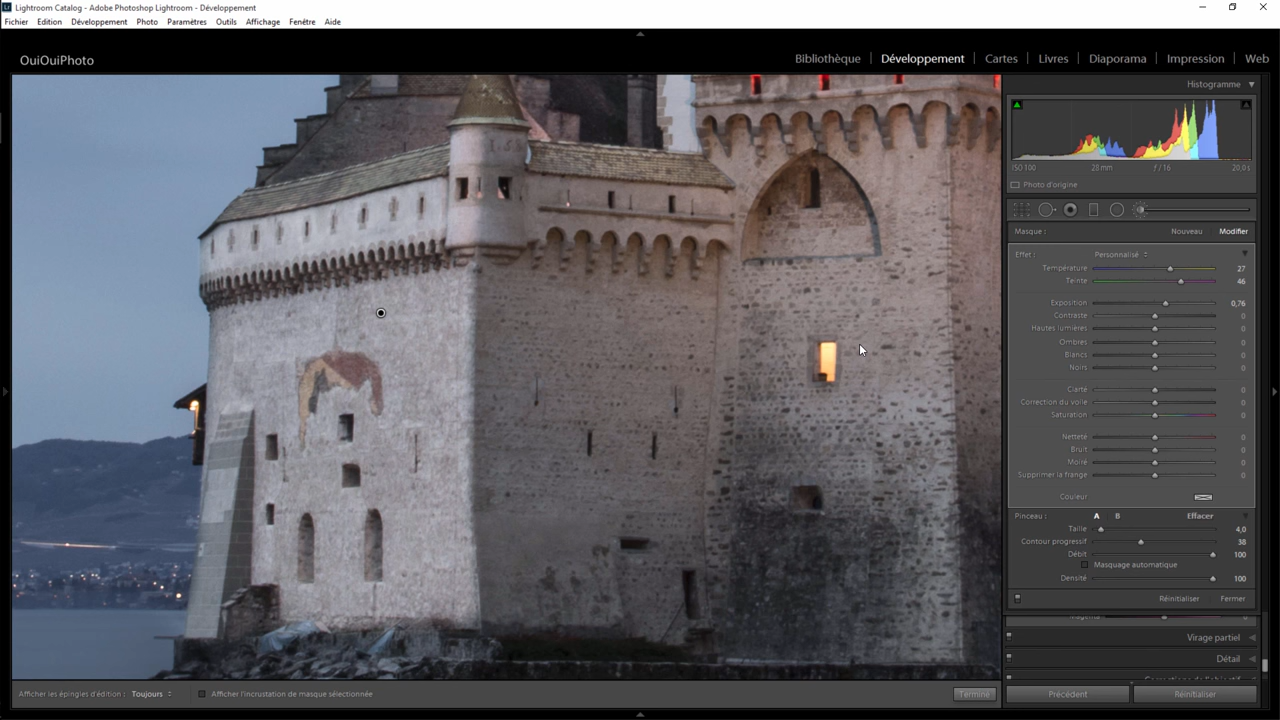 Lightroom Catalog - Adobe Photoshop Lightroom - Développement
Fichier Edition Développement Photo Paramètres Outils Affichage Fenêtre Aide
OuiOuiPhoto
Bibliothèque Développement Cartes Livres Diaporama Impression Web
Histogramme
ISO 100 28 mm f / 16 20,0 s
Photo d'origine
Masque : Nouveau Modifier
Effet : Personnalisé
Température 27
Teinte 46
Exposition 0,76
Contraste 0
Hautes lumières 0
Ombres 0
Blancs 0
Noirs 0
Clarté 0
Correction du voile 0
Saturation 0
Netteté 0
Bruit 0
Moiré 0
Supprimer la frange 0
Couleur
Pinceau : A B Effacer
Taille 4,0
Contour progressif 38
Débit 100
Masquage automatique
Densité 100
Réinitialiser Fermer
Magenta 0
Virage partiel
Détail
Afficher les épingles d'édition : Toujours Afficher l'incrustation de masque sélectionnée Terminé
Précédent Réinitialiser